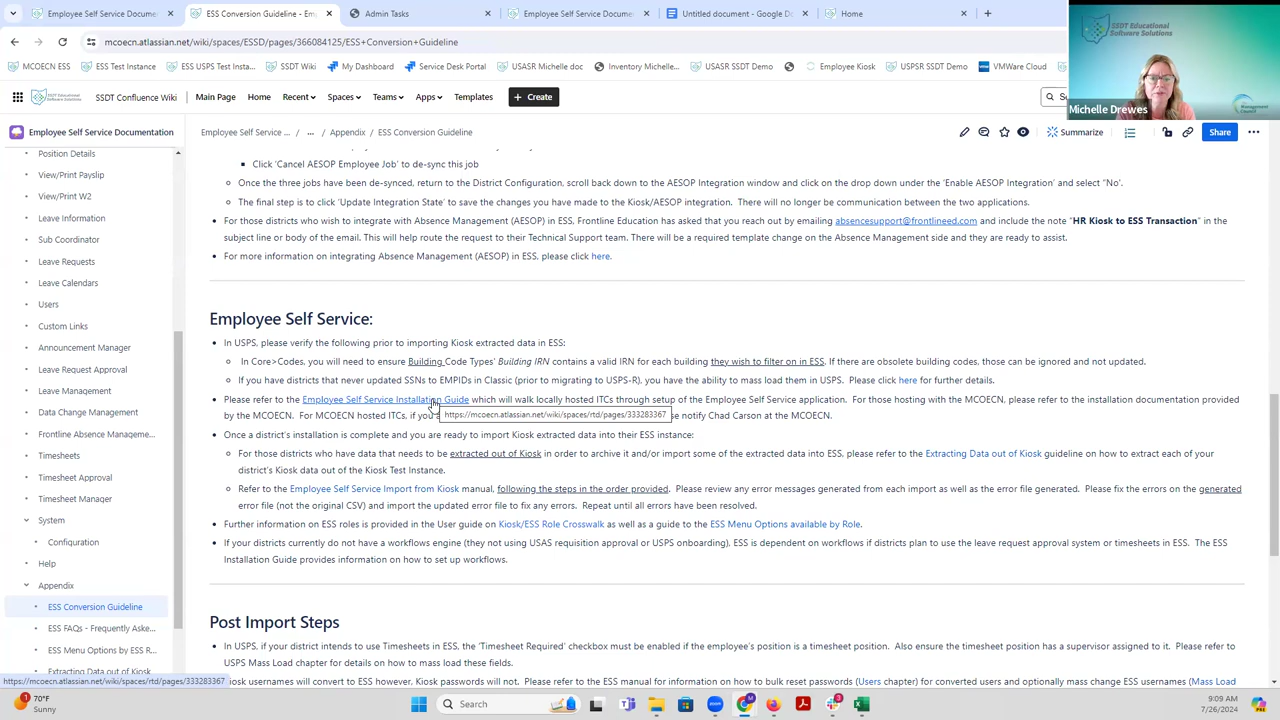 Employee Self Service Docume
ESS Conversion Guideline - Emp
Admin Tasks
Employee Self Service Docume
Untitled document - Google Do
Home
mcoecn.atlassian.net/wiki/spaces/ESSD/pages/366084125/ESS+Conversion+Guideline
MCOECN ESS
ESS Test Instance
ESS USPS Test Insta...
SSDT Wiki
My Dashboard
Service Desk Portal
USASR Michelle doc
Inventory Michelle...
USASR SSDT Demo
Employee Kiosk
USPSR SSDT Demo
VMWare Cloud
SSDT Educational
Software Solutions
Management
Council
Michelle Drewes
SSDT Confluence Wiki
Main Page
Home
Recent
Spaces
Teams
Apps
Templates
+ Create
Employee Self Service Documentation
Employee Self Service ... / ... / Appendix / ESS Conversion Guideline
Summarize
Share
Position Details
View/Print Payslip
View/Print W2
Leave Information
Sub Coordinator
Leave Requests
Leave Calendars
Users
Custom Links
Announcement Manager
Leave Request Approval
Leave Management
Data Change Management
Frontline Absence Manageme...
Timesheets
Timesheet Approval
Timesheet Manager
System
Configuration
Help
Appendix
ESS Conversion Guideline
ESS FAQs - Frequently Aske...
ESS Menu Options by ESS R...
Extracting Data out of Kiosk
Click 'Cancel AESOP Employee Job' to de-sync this job
Once the three jobs have been de-synced, return to the District Configuration, scroll back down to the AESOP Integration window and click on the drop down under the 'Enable AESOP Integration' and select "No'.
The final step is to click 'Update Integration State' to save the changes you have made to the Kiosk/AESOP integration. There will no longer be communication between the two applications.
For those districts who wish to integrate with Absence Management (AESOP) in ESS, Frontline Education has asked that you reach out by emailing absencesupport@frontlineed.com and include the note "HR Kiosk to ESS Transaction" in the
subject line or body of the email. This will help route the request to their Technical Support team. There will be a required template change on the Absence Management side and they are ready to assist.
For more information on integrating Absence Management (AESOP) in ESS, please click here.
Employee Self Service:
In USPS, please verify the following prior to importing Kiosk extracted data in ESS:
In Core>Codes, you will need to ensure Building Code Types' Building IRN contains a valid IRN for each building they wish to filter on in ESS. If there are obsolete building codes, those can be ignored and not updated.
If you have districts that never updated SSNs to EMPIDs in Classic (prior to migrating to USPS-R), you have the ability to mass load them in USPS. Please click here for further details.
Please refer to the Employee Self Service Installation Guide which will walk locally hosted ITCs through setup of the Employee Self Service application. For those hosting with the MCOECN, please refer to the installation documentation provided
by the MCOECN. For MCOECN hosted ITCs, if you https://mcoecn.atlassian.net/wiki/spaces/rtd/pages/333283367 se notify Chad Carson at the MCOECN.
Once a district's installation is complete and you are ready to import Kiosk extracted data into their ESS instance:
For those districts who have data that needs to be extracted out of Kiosk in order to archive it and/or import some of the extracted data into ESS, please refer to the Extracting Data out of Kiosk guideline on how to extract each of your
district's Kiosk data out of the Kiosk Test Instance.
Refer to the Employee Self Service Import from Kiosk manual, following the steps in the order provided. Please review any error messages generated from each import as well as the error file generated. Please fix the errors on the generated
error file (not the original CSV) and import the updated error file to fix any errors. Repeat until all errors have been resolved.
Further information on ESS roles is provided in the User guide on Kiosk/ESS Role Crosswalk as well as a guide to the ESS Menu Options available by Role.
If your districts currently do not have a workflows engine (they not using USAS requisition approval or USPS onboarding), ESS is dependent on workflows if districts plan to use the leave request approval system or timesheets in ESS. The ESS
Installation Guide provides information on how to set up workflows.
Post Import Steps
In USPS, if your district intends to use Timesheets in ESS, the 'Timesheet Required' checkbox must be enabled if the employee's position is a timesheet position. Also ensure the timesheet position has a supervisor assigned to it. Please refer to
USPS Mass Load chapter for details on how to mass load these fields.
iosk usernames will convert to ESS however, Kiosk passwords will not. Please refer to the ESS manual for information on how to bulk reset passwords (Users chapter) for converted users and optionally mass change ESS usernames (Mass Load
https://mcoecn.atlassian.net/wiki/spaces/rtd/pages/333283367
70°F
Sunny
Search
9:09 AM
7/26/2024